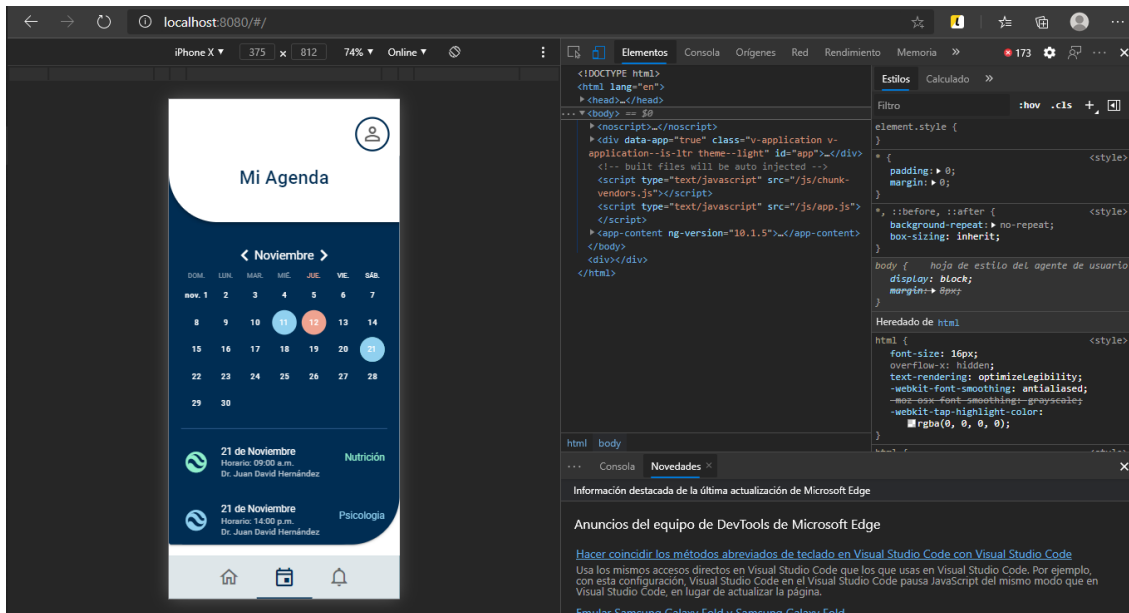 localhost:8080/#/
iPhone X ▼ 375 x 812 74% ▼ Online ▼
Mi Agenda
Noviembre
DOM. LUN. MAR. MIÉ. JUE. VIE. SÁB.
nov. 1 2 3 4 5 6 7
8 9 10 11 12 13 14
15 16 17 18 19 20 21
22 23 24 25 26 27 28
29 30
21 de Noviembre
Horario: 09:00 a.m.
Dr. Juan David Hernández
Nutrición
21 de Noviembre
Horario: 14:00 p.m.
Dr. Juan David Hernández
Psicologia
Elementos Consola Orígenes Red Rendimiento Memoria » 173
<!DOCTYPE html>
<html lang="en">
<head>…</head>
<body> == $0
<noscript>…</noscript>
<div data-app="true" class="v-application v-
application--is-ltr theme--light" id="app">…</div>
<!-- built files will be auto injected -->
<script type="text/javascript" src="/js/chunk-
vendors.js"></script>
<script type="text/javascript" src="/js/app.js">
</script>
<app-content ng-version="10.1.5">…</app-content>
</body>
<div></div>
</html>
html body
Estilos Calculado »
Filtro :hov .cls +
element.style {
}
* { <style>
padding: 0;
margin: 0;
}
*, ::before, ::after { <style>
background-repeat: no-repeat;
box-sizing: inherit;
}
body { hoja de estilo del agente de usuario
display: block;
margin: 8px;
}
Heredado de html
html { <style>
font-size: 16px;
overflow-x: hidden;
text-rendering: optimizeLegibility;
-webkit-font-smoothing: antialiased;
-moz-osx-font-smoothing: grayscale;
-webkit-tap-highlight-color:
rgba(0, 0, 0, 0);
}
Consola Novedades ×
Información destacada de la última actualización de Microsoft Edge
Anuncios del equipo de DevTools de Microsoft Edge
Hacer coincidir los métodos abreviados de teclado en Visual Studio Code con Visual Studio Code
Usa los mismos accesos directos en Visual Studio Code que los que usas en Visual Studio Code. Por ejemplo,
con esta configuración, Visual Studio Code en el Visual Studio Code pausa JavaScript del mismo modo que en
Visual Studio Code, en lugar de actualizar la página.
Emular Samsung Galaxy Fold y Samsung Galaxy Fold